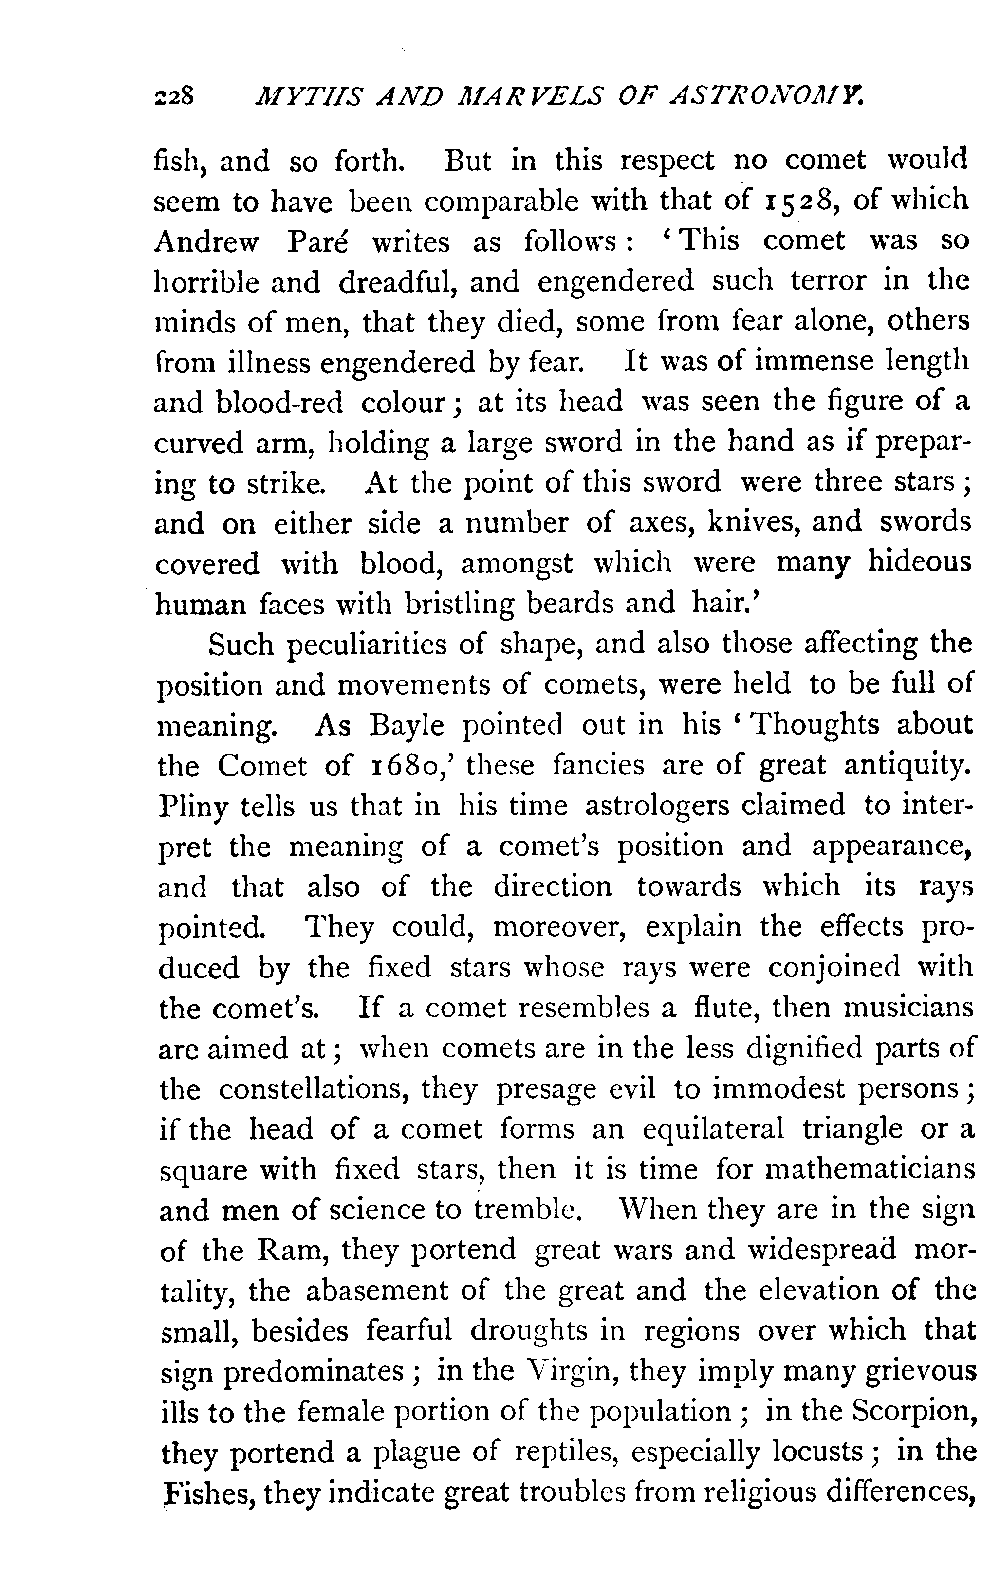 228 MYTHS AND MARVELS OF ASTRONOMY.
fish, and so forth. But in this respect no comet would
seem to have been comparable with that of 1528, of which
Andrew Paré writes as follows : ‘ This comet was so
horrible and dreadful, and engendered such terror in the
minds of men, that they died, some from fear alone, others
from illness engendered by fear. It was of immense length
and blood-red colour ; at its head was seen the figure of a
curved arm, holding a large sword in the hand as if prepar-
ing to strike. At the point of this sword were three stars ;
and on either side a number of axes, knives, and swords
covered with blood, amongst which were many hideous
human faces with bristling beards and hair.’
Such peculiarities of shape, and also those affecting the
position and movements of comets, were held to be full of
meaning. As Bayle pointed out in his ‘ Thoughts about
the Comet of 1680,’ these fancies are of great antiquity.
Pliny tells us that in his time astrologers claimed to inter-
pret the meaning of a comet’s position and appearance,
and that also of the direction towards which its rays
pointed. They could, moreover, explain the effects pro-
duced by the fixed stars whose rays were conjoined with
the comet’s. If a comet resembles a flute, then musicians
are aimed at ; when comets are in the less dignified parts of
the constellations, they presage evil to immodest persons ;
if the head of a comet forms an equilateral triangle or a
square with fixed stars, then it is time for mathematicians
and men of science to tremble. When they are in the sign
of the Ram, they portend great wars and widespread mor-
tality, the abasement of the great and the elevation of the
small, besides fearful droughts in regions over which that
sign predominates ; in the Virgin, they imply many grievous
ills to the female portion of the population ; in the Scorpion,
they portend a plague of reptiles, especially locusts ; in the
Fishes, they indicate great troubles from religious differences,